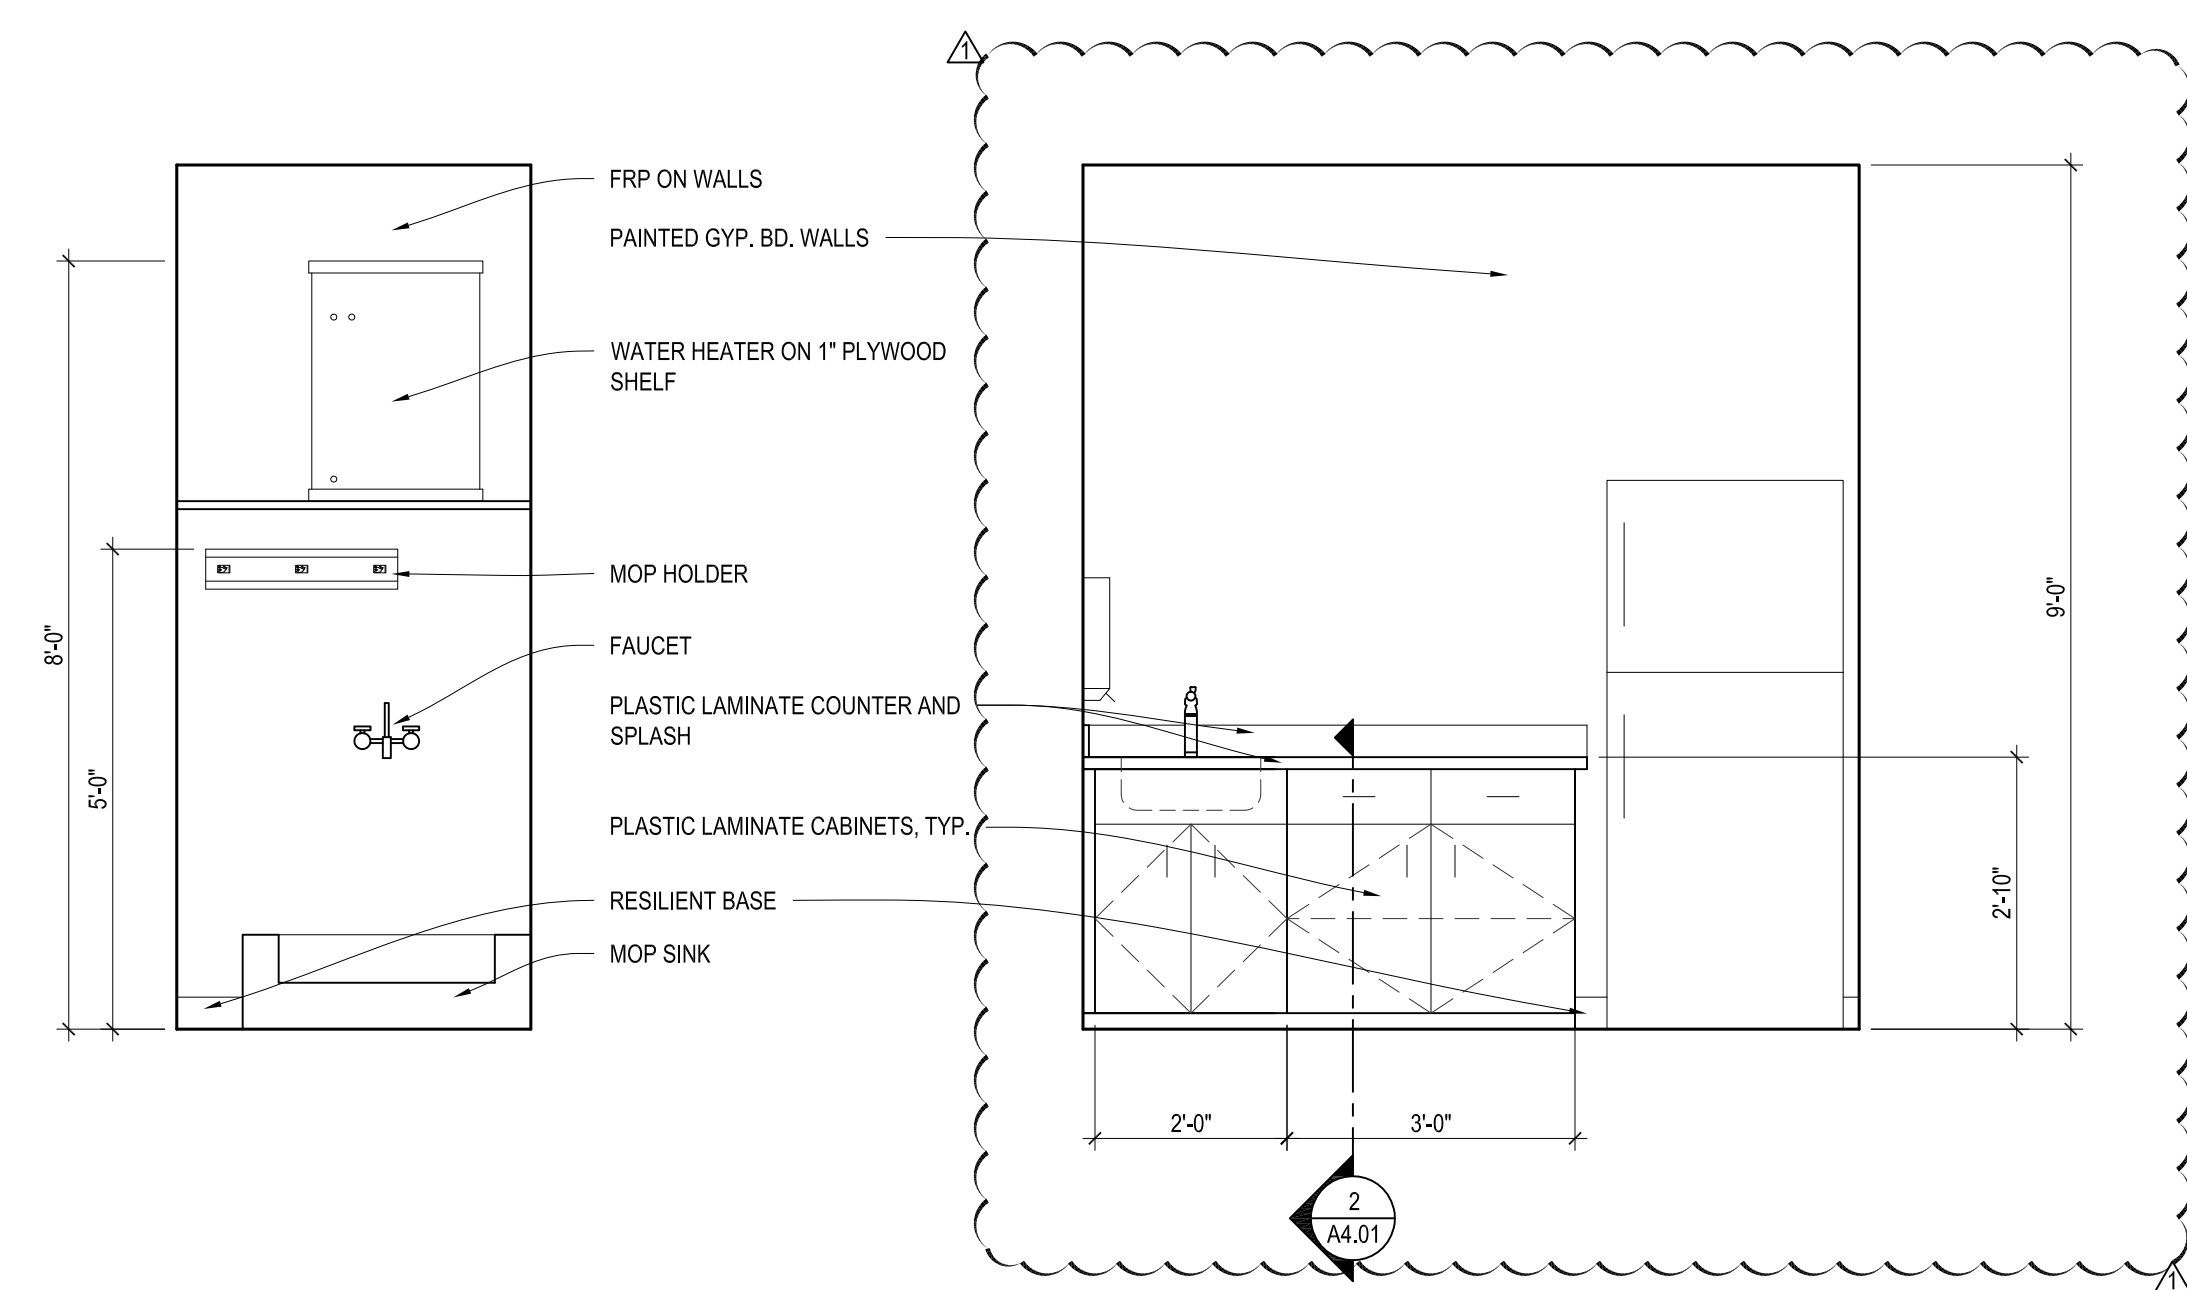 1
FRP ON WALLS
PAINTED GYP. BD. WALLS
WATER HEATER ON 1" PLYWOOD
SHELF
MOP HOLDER
FAUCET
PLASTIC LAMINATE COUNTER AND
SPLASH
PLASTIC LAMINATE CABINETS, TYP.
RESILIENT BASE
MOP SINK
8'-0"
5'-0"
9'-0"
2'-10"
2'-0"
3'-0"
2
A4.01
1